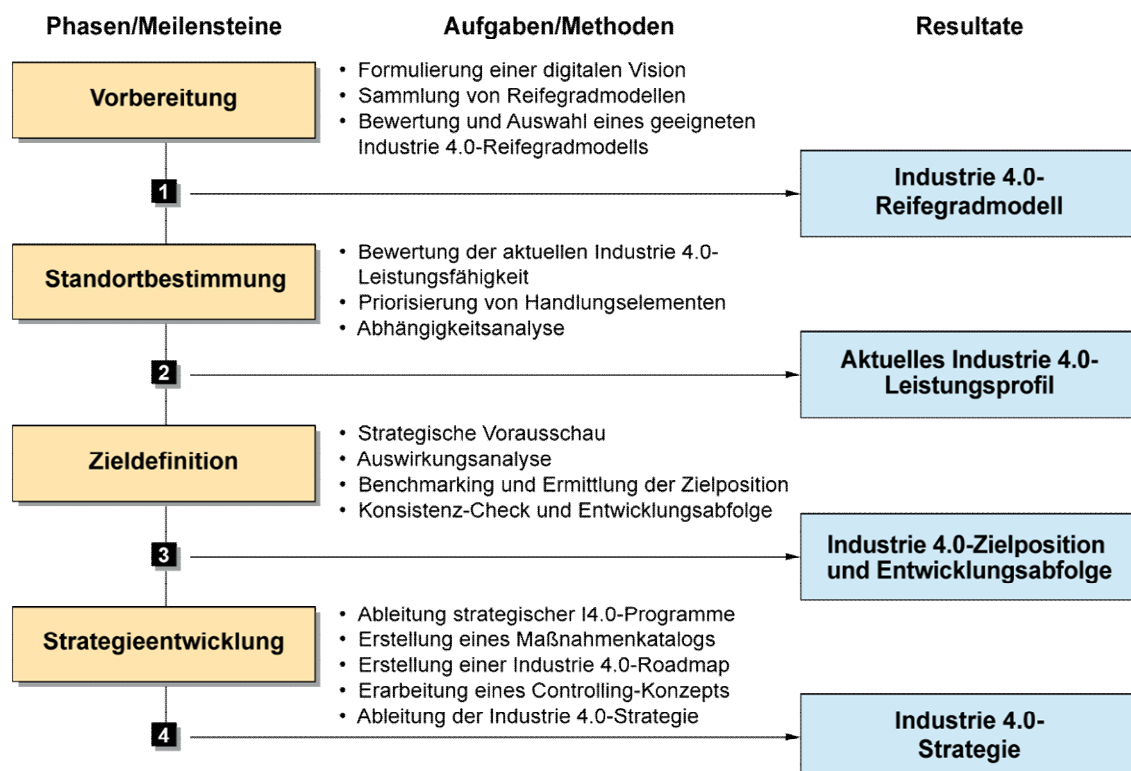 Phasen/Meilensteine
Aufgaben/Methoden
Resultate
Vorbereitung
• Formulierung einer digitalen Vision
• Sammlung von Reifegradmodellen
• Bewertung und Auswahl eines geeigneten
Industrie 4.0-Reifegradmodells
1
Industrie 4.0-
Reifegradmodell
Standortbestimmung
• Bewertung der aktuellen Industrie 4.0-
Leistungsfähigkeit
• Priorisierung von Handlungselementen
• Abhängigkeitsanalyse
2
Aktuelles Industrie 4.0-
Leistungsprofil
Zieldefinition
• Strategische Vorausschau
• Auswirkungsanalyse
• Benchmarking und Ermittlung der Zielposition
• Konsistenz-Check und Entwicklungsabfolge
3
Industrie 4.0-Zielposition
und Entwicklungsabfolge
Strategieentwicklung
• Ableitung strategischer I4.0-Programme
• Erstellung eines Maßnahmenkatalogs
• Erstellung einer Industrie 4.0-Roadmap
• Erarbeitung eines Controlling-Konzepts
• Ableitung der Industrie 4.0-Strategie
4
Industrie 4.0-
Strategie